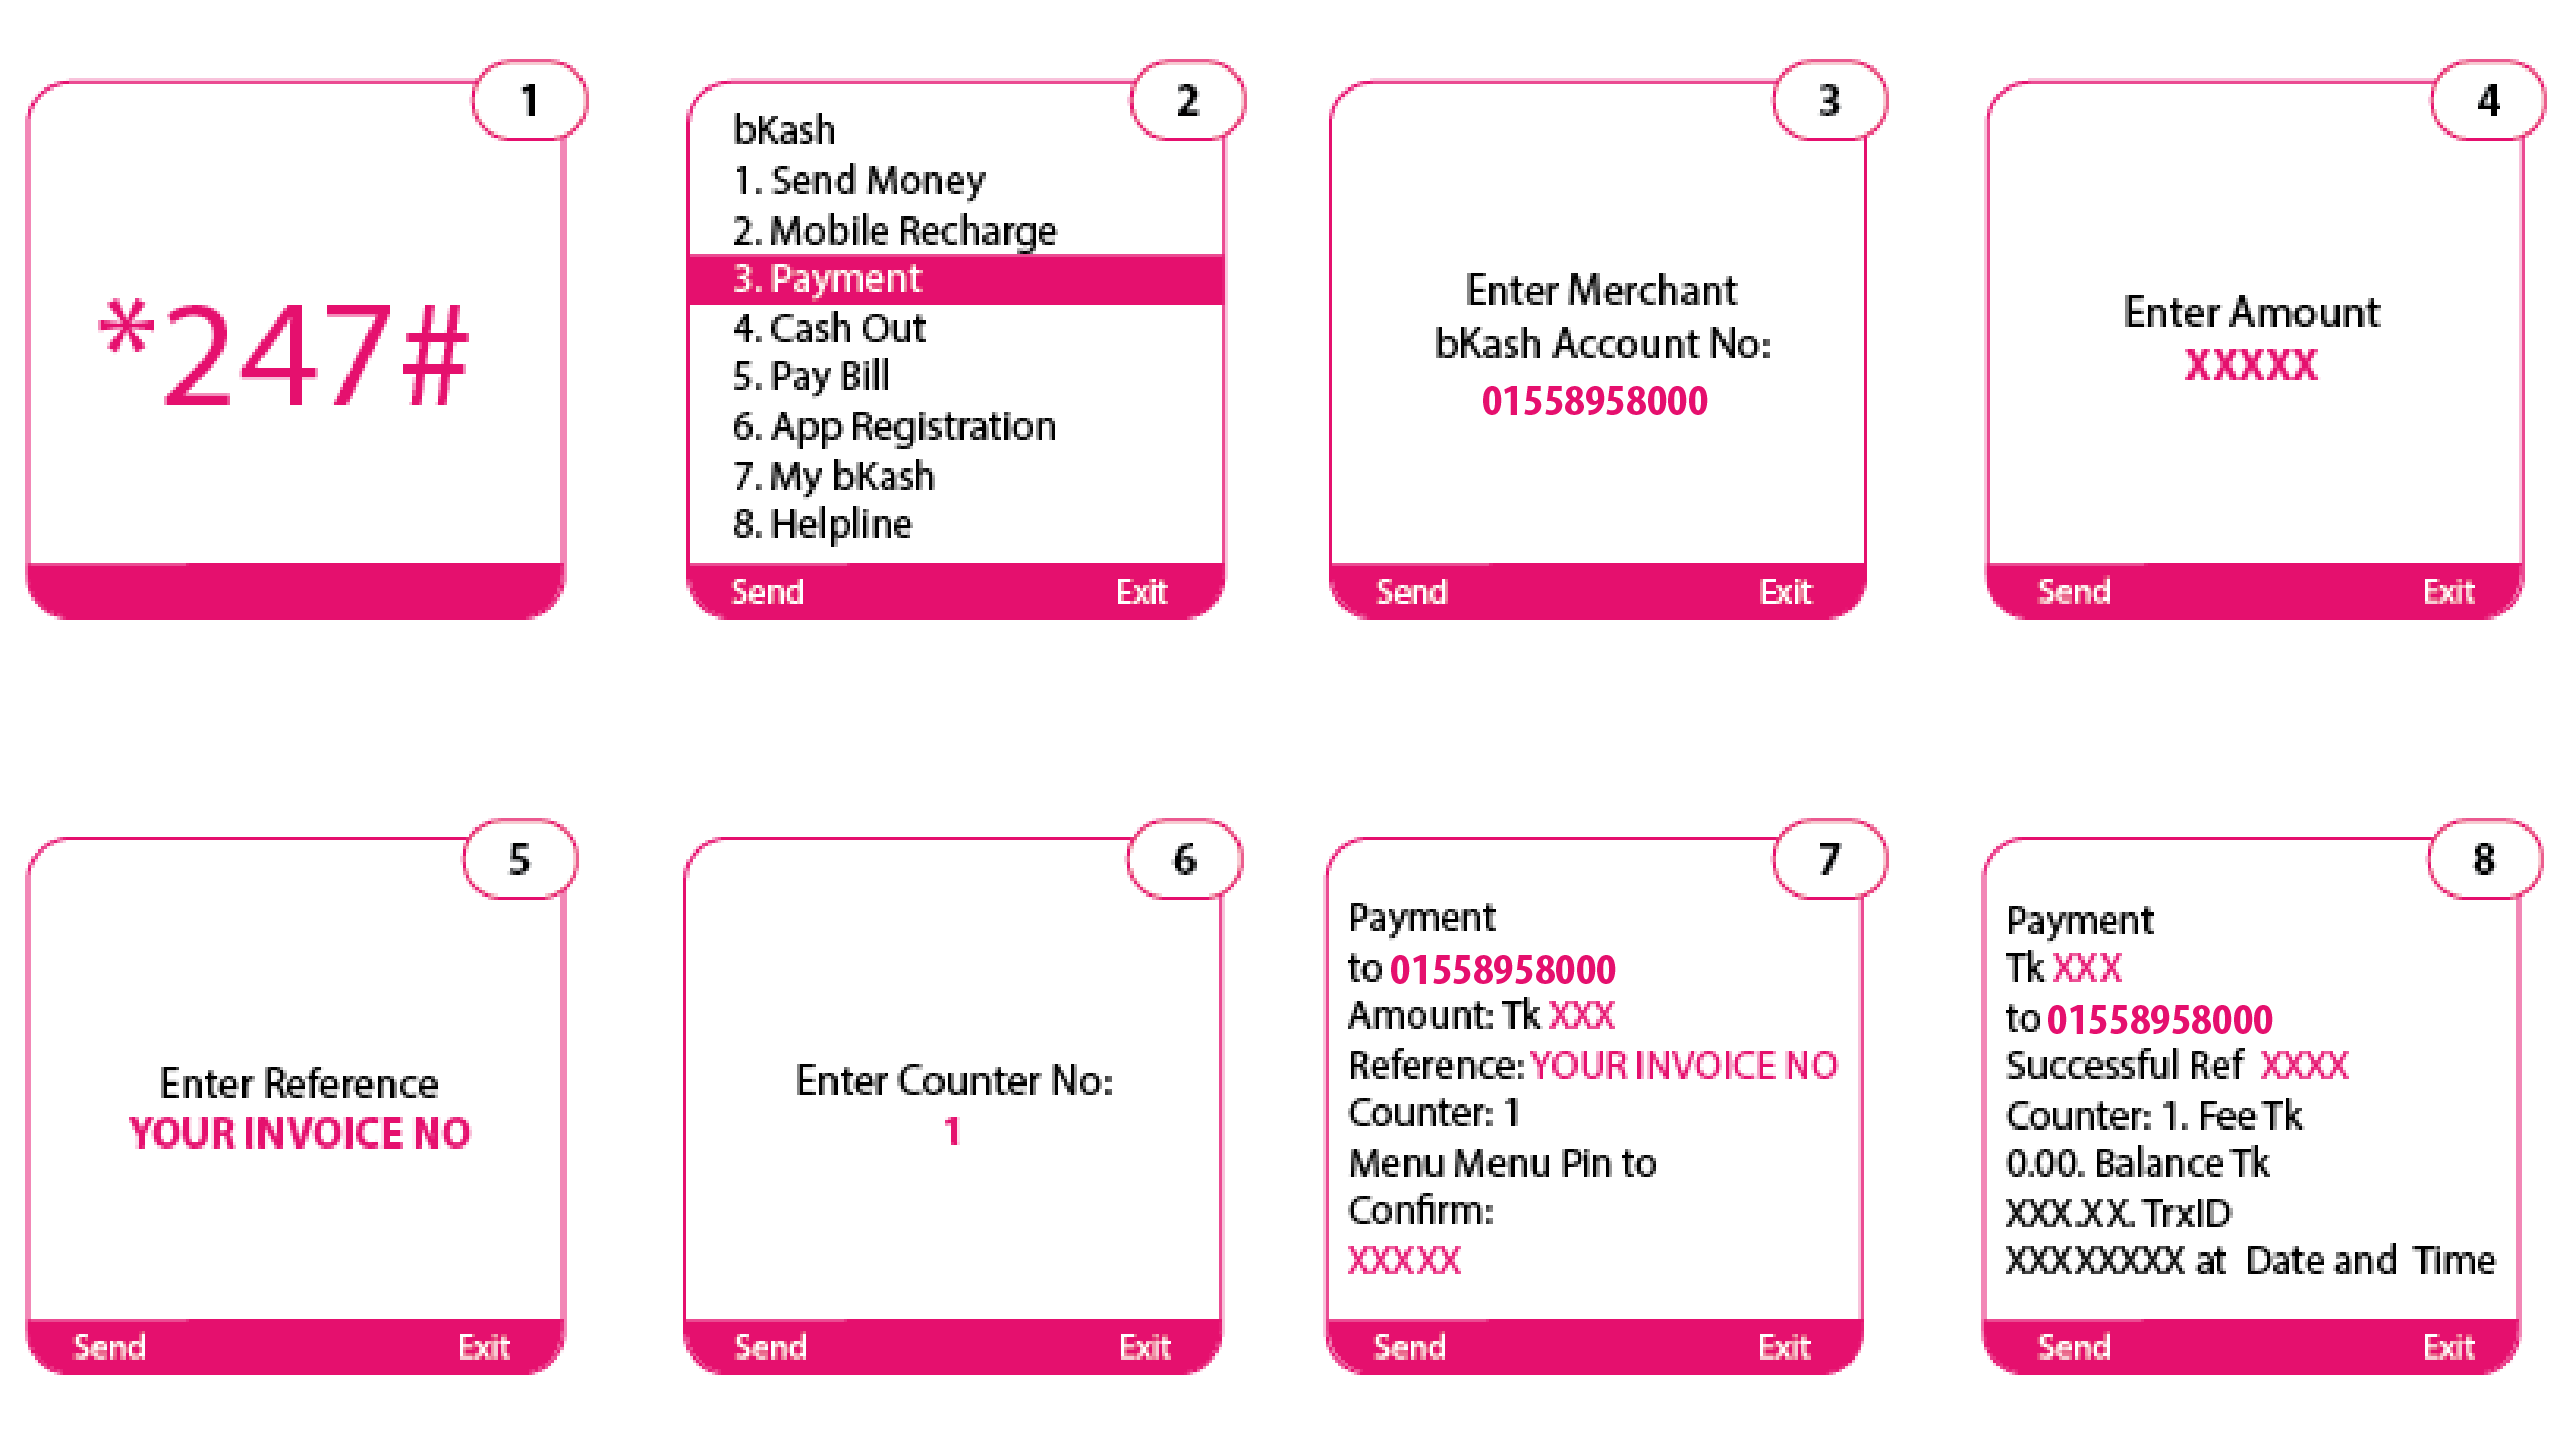 1
*247#
2
bKash
1. Send Money
2. Mobile Recharge
3. Payment
4. Cash Out
5. Pay Bill
6. App Registration
7. My bKash
8. Helpline
Send Exit
3
Enter Merchant
bKash Account No:
01558958000
Send Exit
4
Enter Amount
XXXXX
Send Exit
5
Enter Reference
YOUR INVOICE NO
Send Exit
6
Enter Counter No:
1
Send Exit
7
Payment
to 01558958000
Amount: Tk XXX
Reference: YOUR INVOICE NO
Counter: 1
Menu Menu Pin to
Confirm:
XXXXX
Send Exit
8
Payment
Tk XXX
to 01558958000
Successful Ref XXXX
Counter: 1. Fee Tk
0.00. Balance Tk
XXX.XX. TrxID
XXXXXXXX at Date and Time
Send Exit